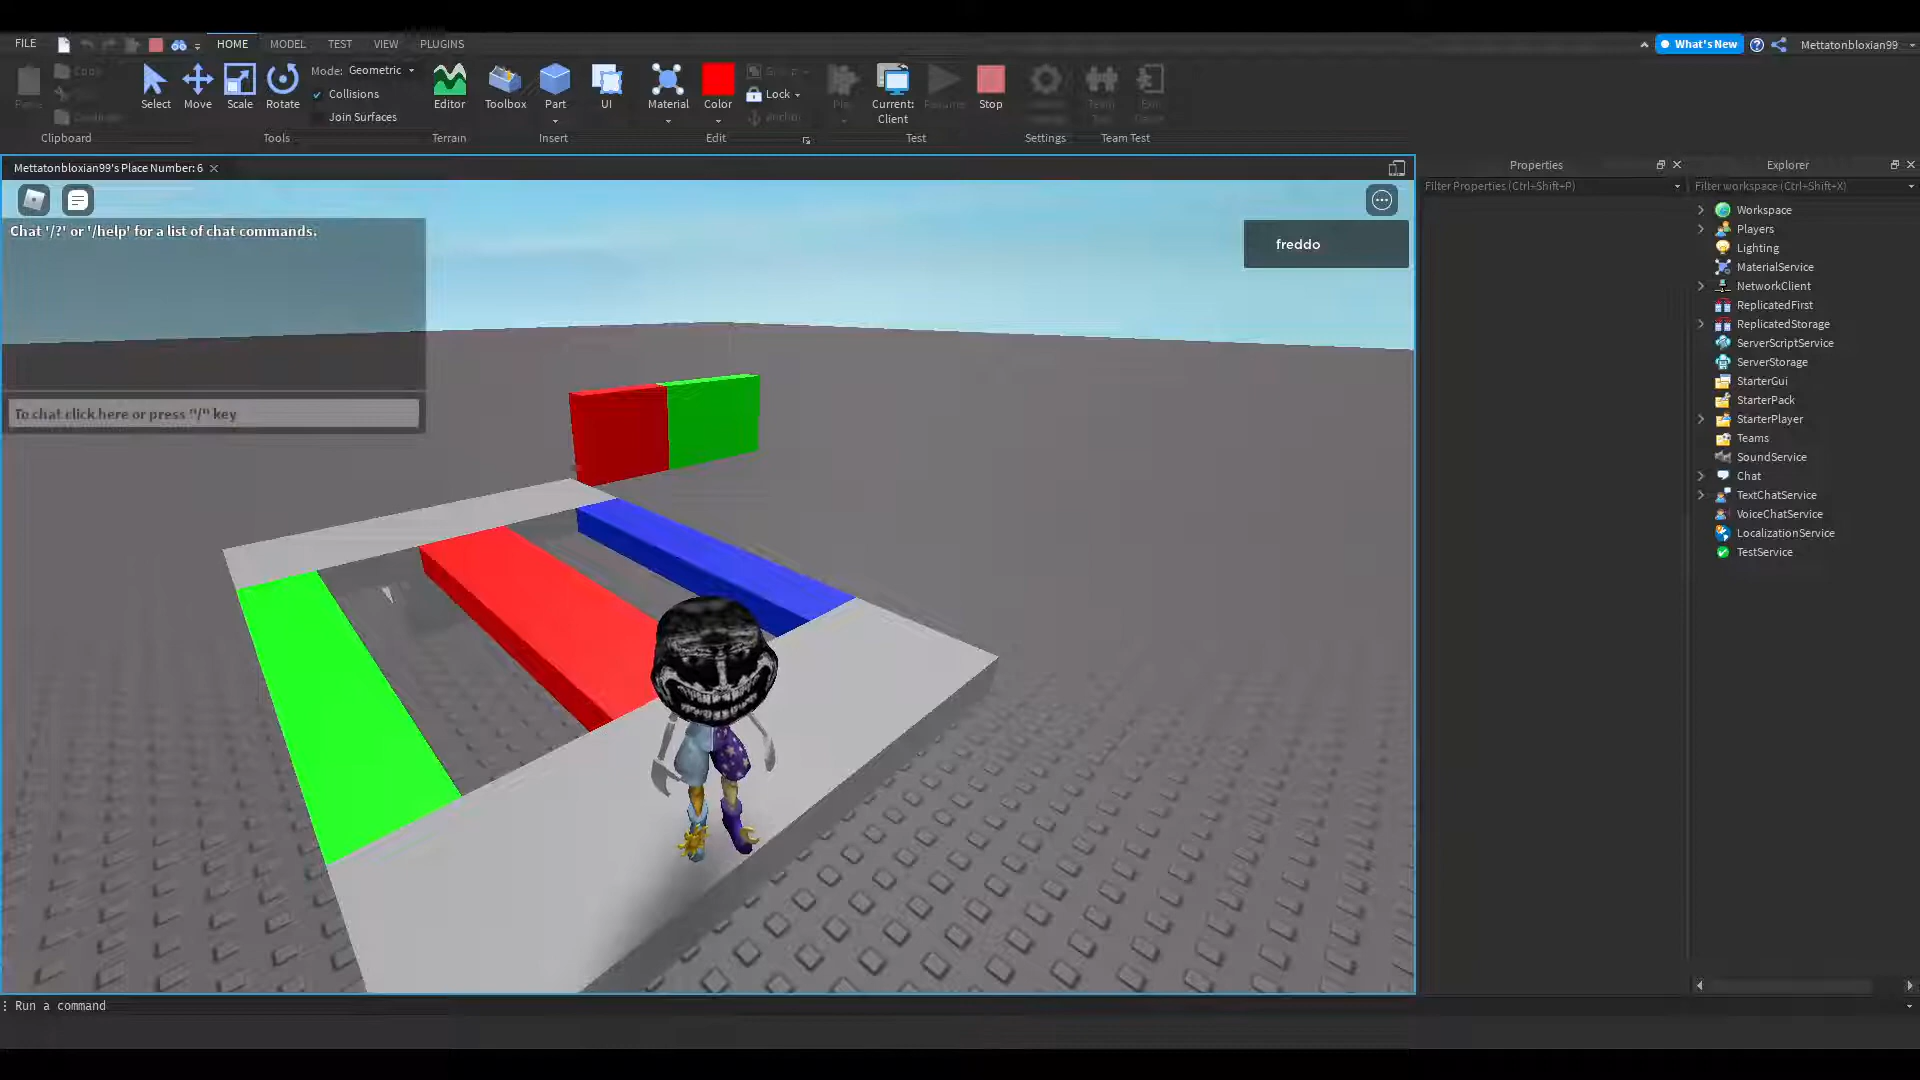 FILE
HOME
MODEL
TEST
VIEW
PLUGINS
What's New
Mettatonbloxian99
Copy
Select
Move
Scale
Rotate
Mode: Geometric
Collisions
Join Surfaces
Editor
Toolbox
Part
UI
Material
Color
Group
Lock
Anchor
Current:
Client
Resume
Stop
Clipboard
Tools
Terrain
Insert
Edit
Test
Settings
Team Test
Mettatonbloxian99's Place Number: 6
Chat '/?' or '/help' for a list of chat commands.
To chat click here or press "/" key
freddo
Properties
Filter Properties (Ctrl+Shift+P)
Explorer
Filter workspace (Ctrl+Shift+X)
Workspace
Players
Lighting
MaterialService
NetworkClient
ReplicatedFirst
ReplicatedStorage
ServerScriptService
ServerStorage
StarterGui
StarterPack
StarterPlayer
Teams
SoundService
Chat
TextChatService
VoiceChatService
LocalizationService
TestService
Run a command